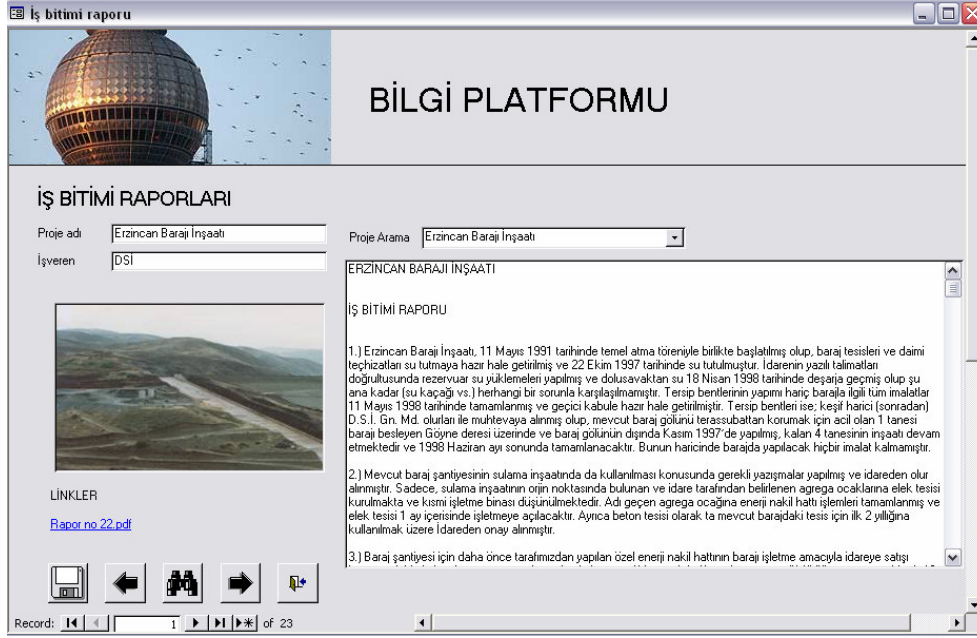 İş bitimi raporu
BİLGİ PLATFORMU
İŞ BİTİMİ RAPORLARI
Proje adı
Erzincan Barajı İnşaatı
İşveren
DSİ
Proje Arama
Erzincan Barajı İnşaatı
ERZİNCAN BARAJI İNŞAATI
İŞ BİTİMİ RAPORU
1.) Erzincan Barajı İnşaatı, 11 Mayıs 1991 tarihinde temel atma töreniyle birlikte başlatılmış olup, baraj tesisleri ve daimi
teçhizatları su tutmaya hazır hale getirilmiş ve 22 Ekim 1997 tarihinde su tutulmuştur. İdarenin yazılı talimatları
doğrultusunda rezervuar su yüklemeleri yapılmış ve dolusavaktan su 18 Nisan 1998 tarihinde deşarja geçmiş olup şu
ana kadar (su kaçağı vs.) herhangi bir sorunla karşılaşılmamıştır. Tersip bentlerinin yapımı hariç barajla ilgili tüm imalatlar
11 Mayıs 1998 tarihinde tamamlanmış ve geçici kabule hazır hale getirilmiştir. Tersip bentleri ise; keşif harici (sonradan)
D.S.İ. Gn. Md. olurları ile muhtevaya alınmış olup, mevcut baraj gölünü terassubattan korumak için acil olan 1 tanesi
barajı besleyen Göyne deresi üzerinde ve baraj gölünün dışında Kasım 1997'de yapılmış, kalan 4 tanesinin inşaatı devam
etmektedir ve 1998 Haziran ayı sonunda tamamlanacaktır. Bunun haricinde barajda yapılacak hiçbir imalat kalmamıştır.
2.) Mevcut baraj şantiyesinin sulama inşaatında da kullanılması konusunda gerekli yazışmalar yapılmış ve idareden olur
alınmıştır. Sadece, sulama inşaatının orjin noktasında bulunan ve idare tarafından belirlenen agrega ocaklarına elek tesisi
kurulmakta ve kısmi işletme binası düşünülmektedir. Adı geçen agrega ocağına enerji nakil hattı işlemleri tamamlanmış ve
elek tesisi 1 ay içerisinde işletmeye açılacaktır. Ayrıca beton tesisi olarak ta mevcut barajdaki tesis için ilk 2 yıllığına
kullanılmak üzere İdareden onay alınmıştır.
3.) Baraj şantiyesi için daha önce tarafımızdan yapılan özel enerji nakil hattının barajı işletme amacıyla idareye satışı
LİNKLER
Rapor no 22.pdf
Record: 1 of 23